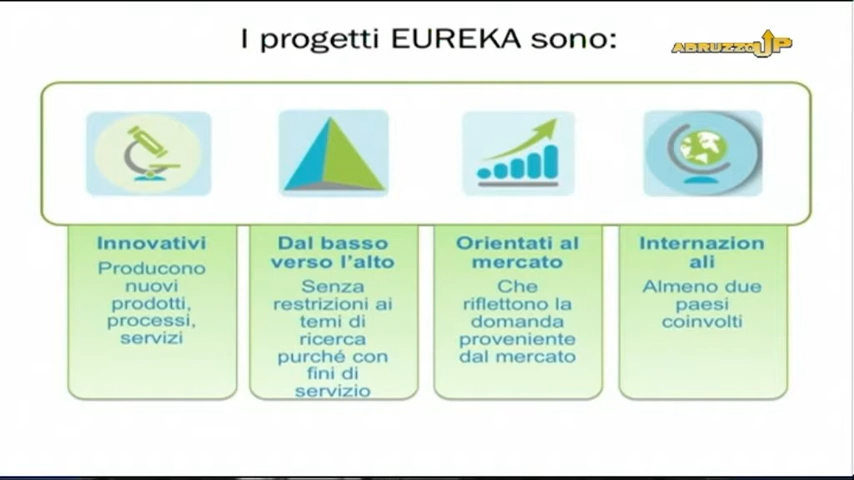 I progetti EUREKA sono:
ABRUZZOUP
Innovativi
Producono
nuovi
prodotti,
processi,
servizi
Dal basso
verso l'alto
Senza
restrizioni ai
temi di
ricerca
purché con
fini di
servizio
Orientati al
mercato
Che
riflettono la
domanda
proveniente
dal mercato
Internazion
ali
Almeno due
paesi
coinvolti